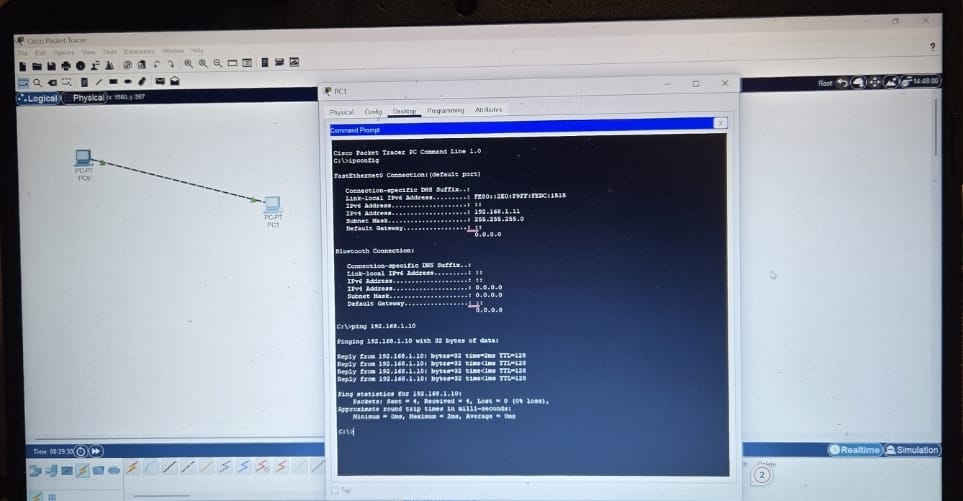 Cisco Packet Tracer
File Edit Options View Tools Extensions Window Help
?
Logical
Physical
Root
14:48:00
PC-PT
PC0
PC-PT
PC1
PC1
Physical Config Desktop Programming Attributes
Command Prompt
X
Cisco Packet Tracer PC Command Line 1.0
C:\>ipconfig
FastEthernet0 Connection:(default port)
Connection-specific DNS Suffix..:
Link-local IPv6 Address.........: FE80::2E0:F9FF:FEDC:1515
IPv6 Address....................: ::
IPv4 Address....................: 192.168.1.11
Subnet Mask.....................: 255.255.255.0
Default Gateway.................: ::
0.0.0.0
Bluetooth Connection:
Connection-specific DNS Suffix..:
Link-local IPv6 Address.........: ::
IPv6 Address....................: ::
IPv4 Address....................: 0.0.0.0
Subnet Mask.....................: 0.0.0.0
Default Gateway.................: ::
0.0.0.0
C:\>ping 192.168.1.10
Pinging 192.168.1.10 with 32 bytes of data:
Reply from 192.168.1.10: bytes=32 time=2ms TTL=128
Reply from 192.168.1.10: bytes=32 time<1ms TTL=128
Reply from 192.168.1.10: bytes=32 time<1ms TTL=128
Reply from 192.168.1.10: bytes=32 time<1ms TTL=128
Ping statistics for 192.168.1.10:
Packets: Sent = 4, Received = 4, Lost = 0 (0% loss),
Approximate round trip times in milli-seconds:
Minimum = 0ms, Maximum = 2ms, Average = 0ms
C:\>
Top
Time: 00:29:30
Realtime
Simulation
2